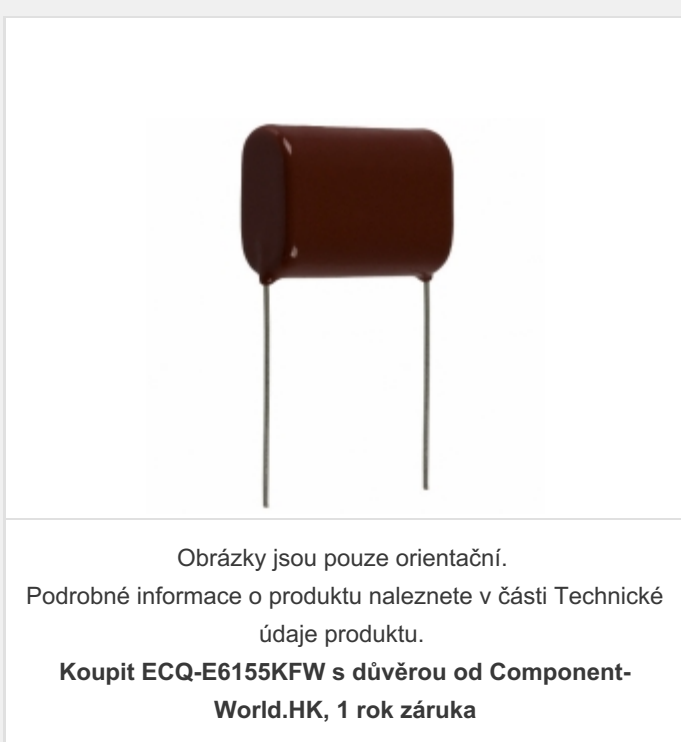 Obrázky jsou pouze orientační.
Podrobné informace o produktu naleznete v části Technické
údaje produktu.
Koupit ECQ-E6155KFW s důvěrou od Component-
World.HK, 1 rok záruka